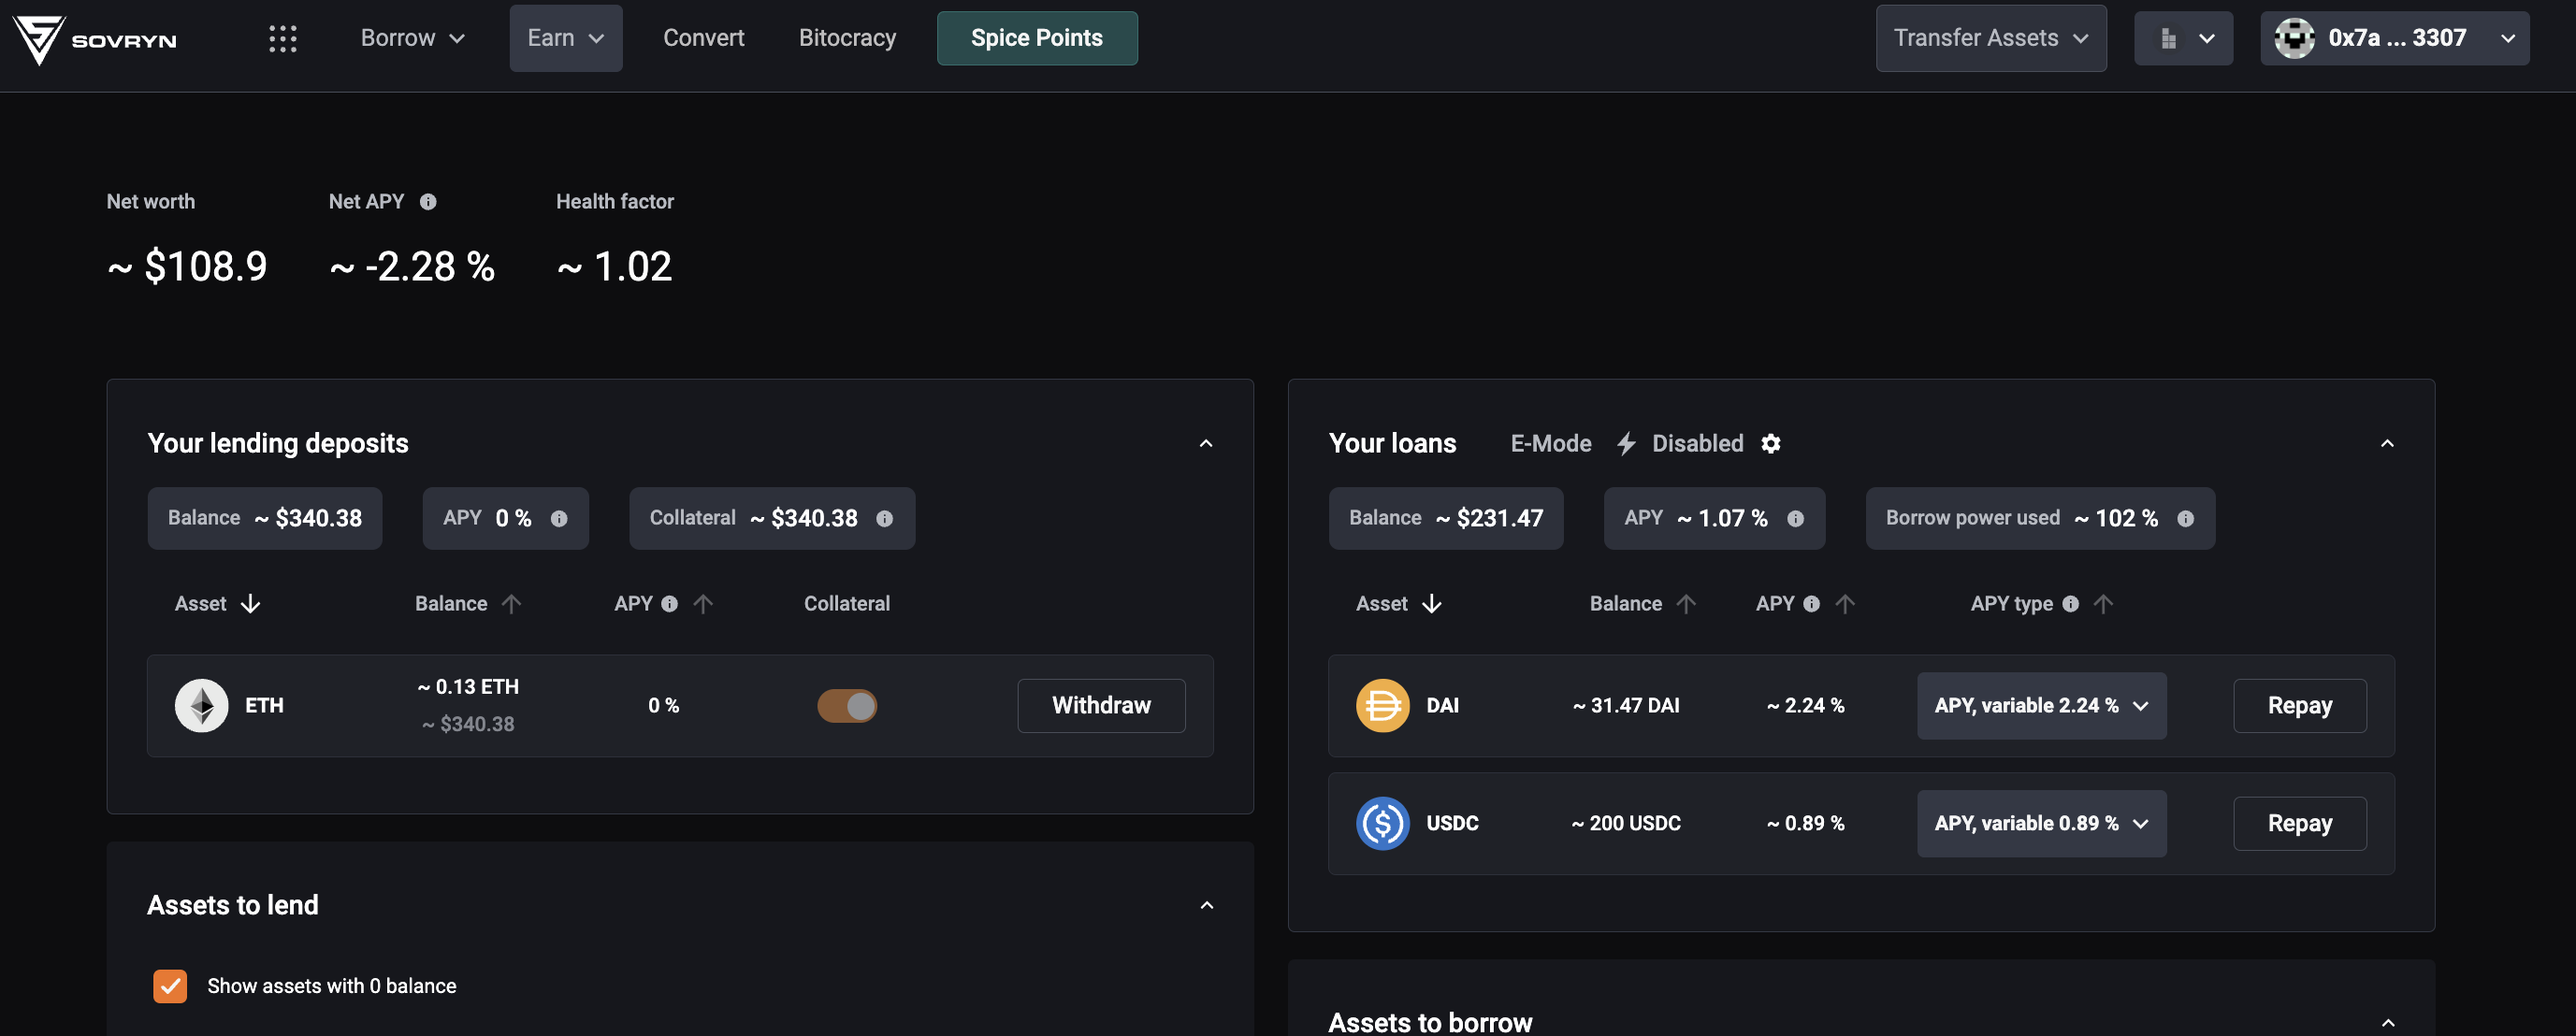 SOVRYN
Borrow
Earn
Convert
Bitocracy
Spice Points
Transfer Assets
0x7a ... 3307
Net worth
Net APY
Health factor
~ $108.9
~ -2.28 %
~ 1.02
Your lending deposits
Balance ~ $340.38
APY 0 %
Collateral ~ $340.38
Asset
Balance
APY
Collateral
ETH
~ 0.13 ETH
~ $340.38
0 %
Withdraw
Assets to lend
Show assets with 0 balance
Your loans
E-Mode
Disabled
Balance ~ $231.47
APY ~ 1.07 %
Borrow power used ~ 102 %
Asset
Balance
APY
APY type
DAI
~ 31.47 DAI
~ 2.24 %
APY, variable 2.24 %
Repay
USDC
~ 200 USDC
~ 0.89 %
APY, variable 0.89 %
Repay
Assets to borrow